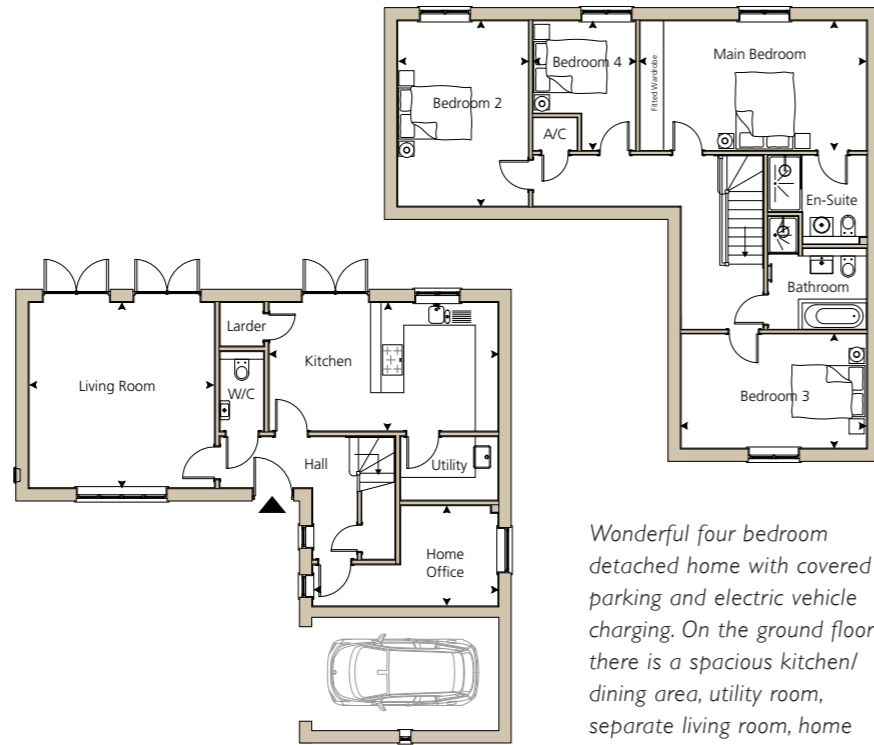 Bedroom 2
Bedroom 4
Main Bedroom
Fitted Wardrobe
A/C
En-Suite
Bathroom
Bedroom 3
Larder
Living Room
Kitchen
W/C
Hall
Utility
Home
Office
Wonderful four bedroom
detached home with covered
parking and electric vehicle
charging. On the ground floor
there is a spacious kitchen/
dining area, utility room,
separate living room, home